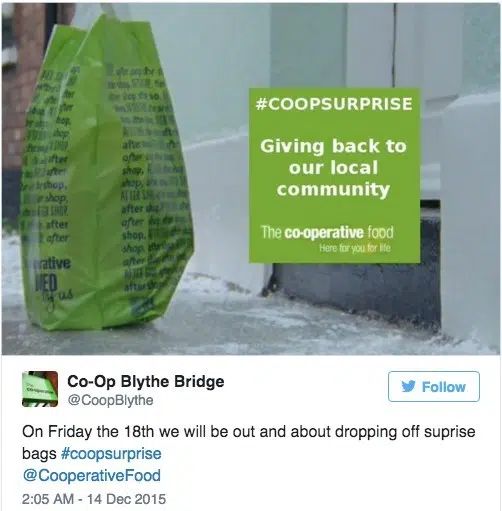 #COOPSURPRISE
Giving back to
our local
community
The co-operative food
Here for you for life
Co-Op Blythe Bridge
@CoopBlythe
Follow
On Friday the 18th we will be out and about dropping off suprise
bags #coopsurprise
@CooperativeFood
2:05 AM - 14 Dec 2015